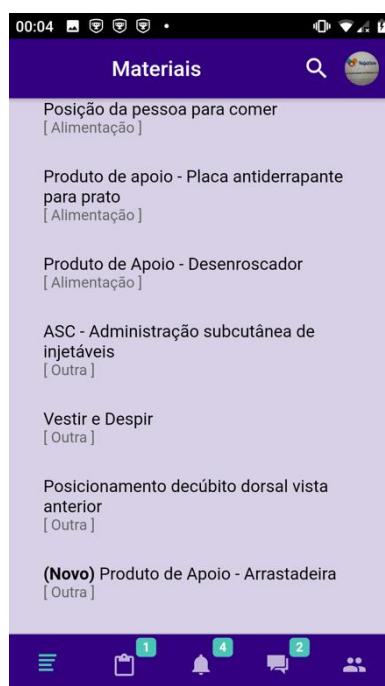 00:04
Materiais
Posição da pessoa para comer
[ Alimentação ]
Produto de apoio - Placa antiderrapante
para prato
[ Alimentação ]
Produto de Apoio - Desenroscador
[ Alimentação ]
ASC - Administração subcutânea de
injetáveis
[ Outra ]
Vestir e Despir
[ Outra ]
Posicionamento decúbito dorsal vista
anterior
[ Outra ]
(Novo) Produto de Apoio - Arrastadeira
[ Outra ]
1 4 2